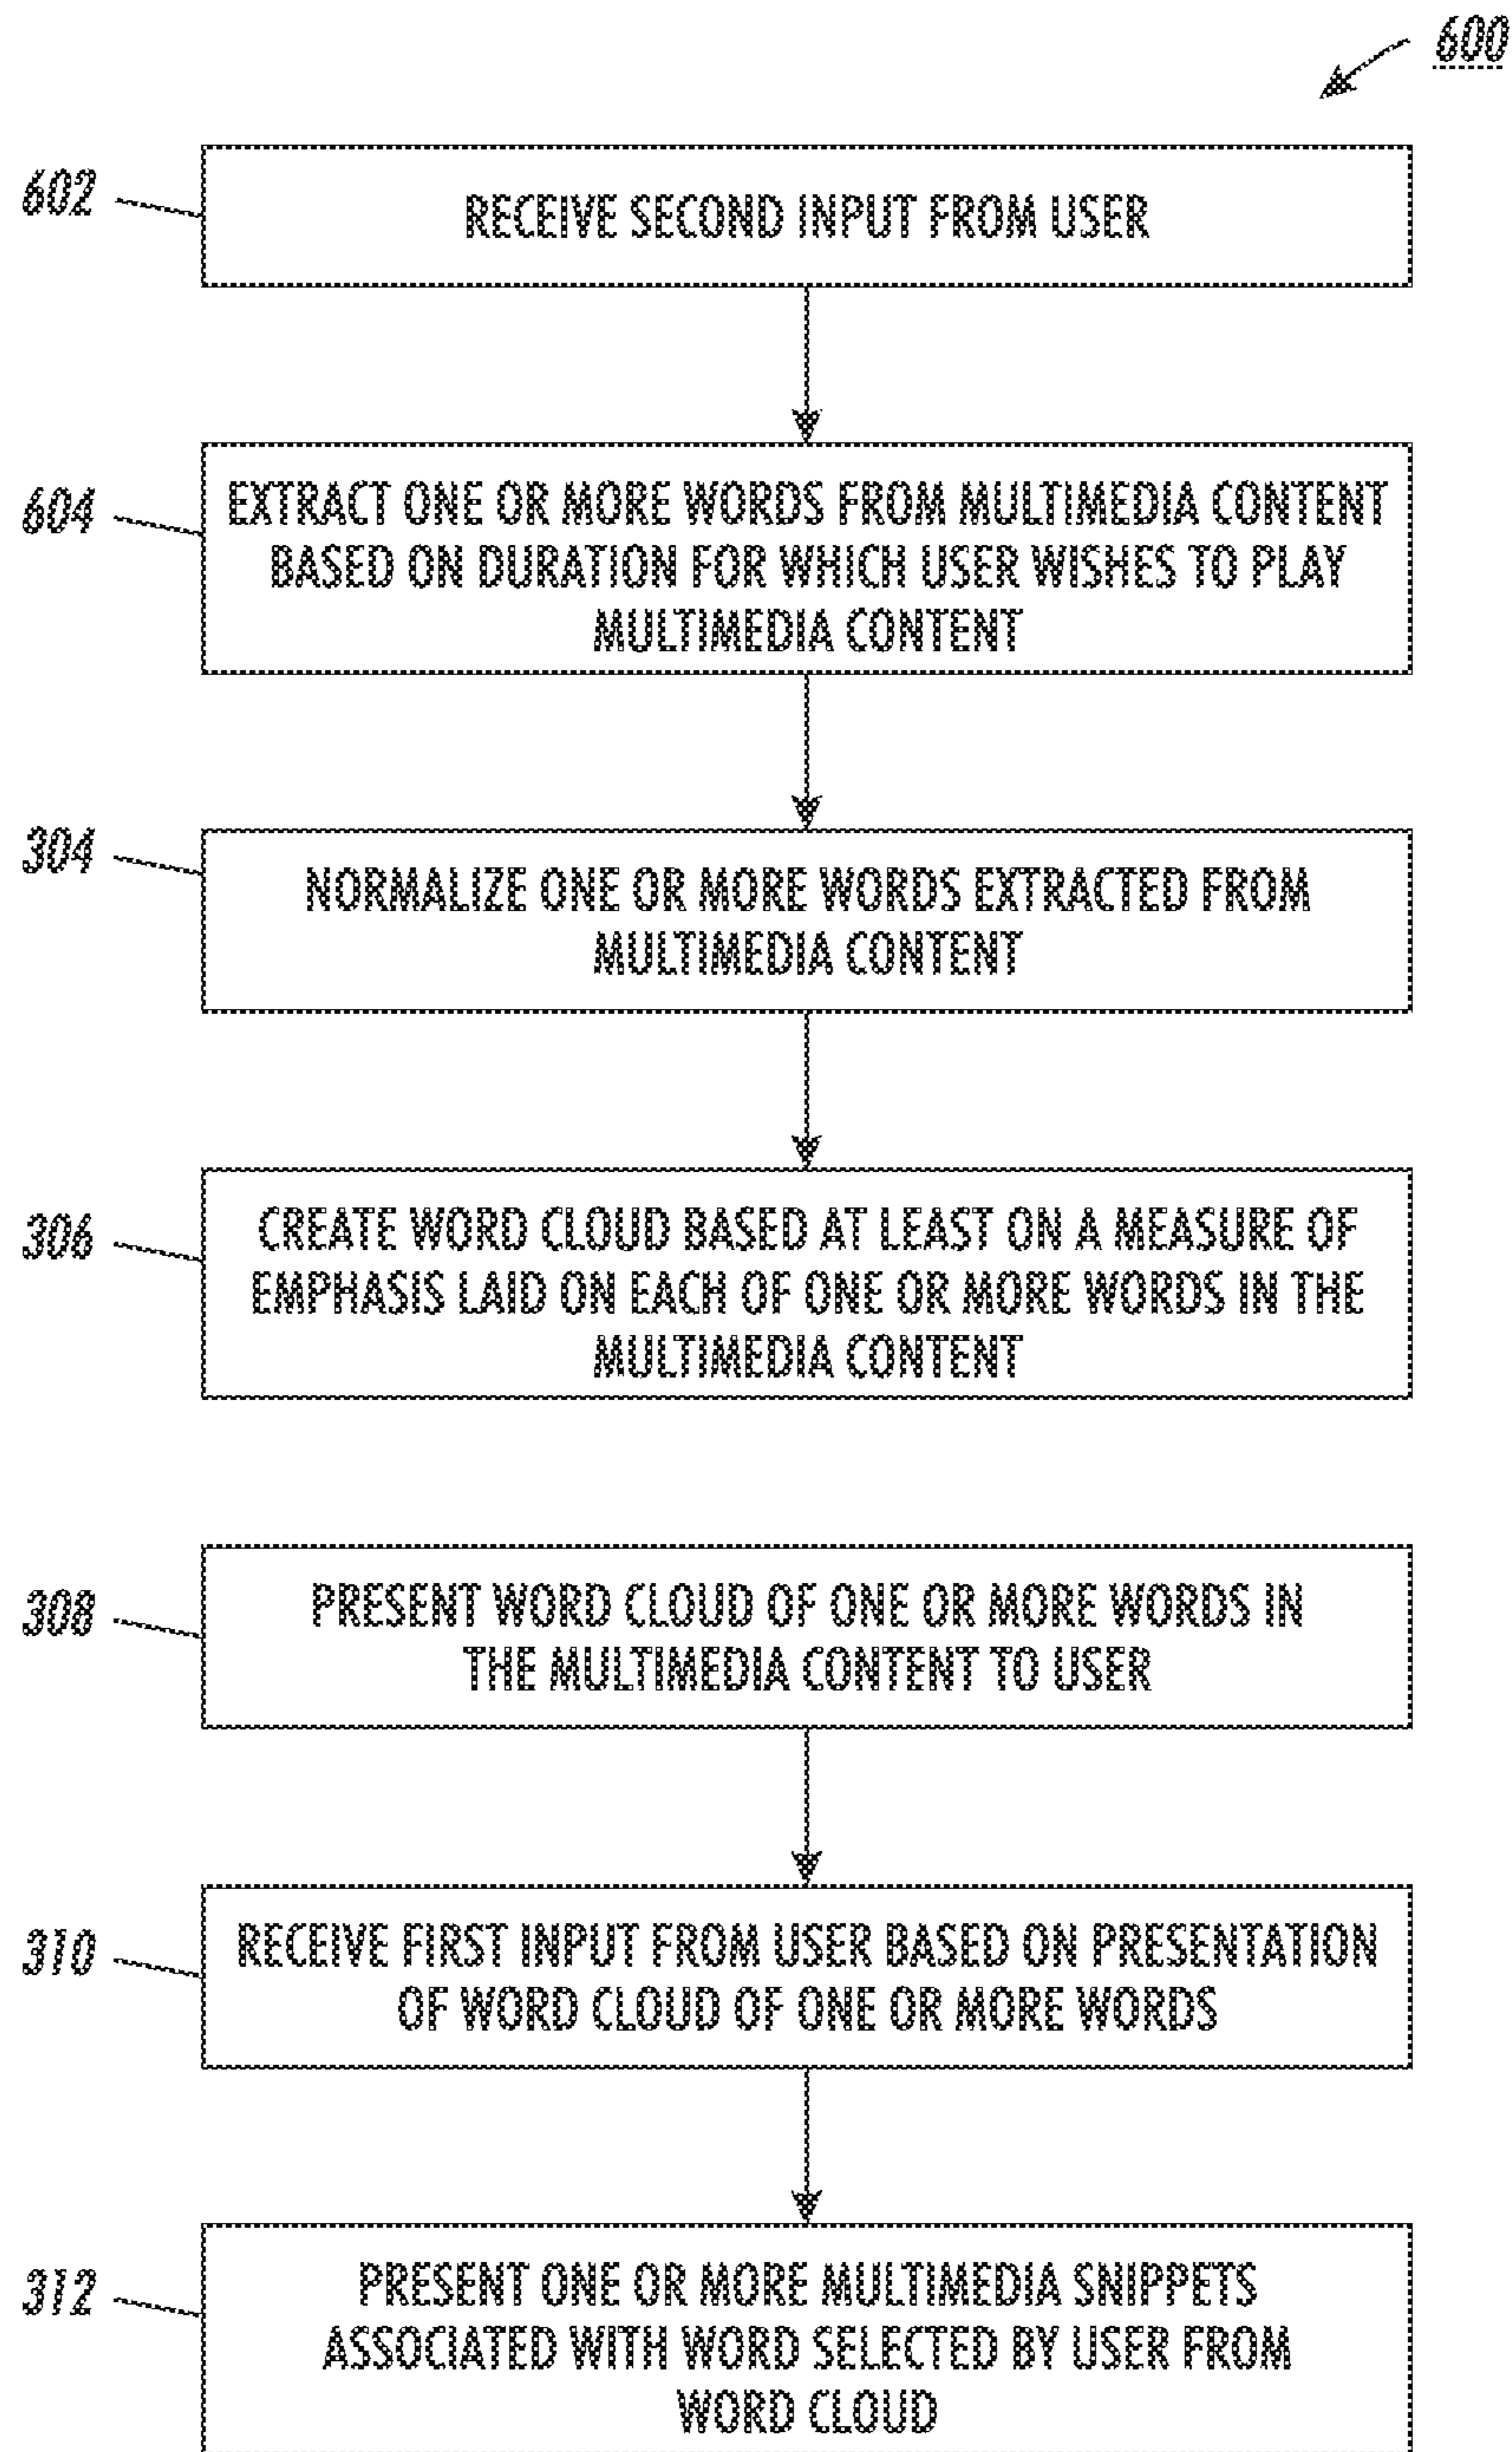 600
602
RECEIVE SECOND INPUT FROM USER
604
EXTRACT ONE OR MORE WORDS FROM MULTIMEDIA CONTENT
BASED ON DURATION FOR WHICH USER WISHES TO PLAY
MULTIMEDIA CONTENT
304
NORMALIZE ONE OR MORE WORDS EXTRACTED FROM
MULTIMEDIA CONTENT
306
CREATE WORD CLOUD BASED AT LEAST ON A MEASURE OF
EMPHASIS LAID ON EACH OF ONE OR MORE WORDS IN THE
MULTIMEDIA CONTENT
308
PRESENT WORD CLOUD OF ONE OR MORE WORDS IN
THE MULTIMEDIA CONTENT TO USER
310
RECEIVE FIRST INPUT FROM USER BASED ON PRESENTATION
OF WORD CLOUD OF ONE OR MORE WORDS
312
PRESENT ONE OR MORE MULTIMEDIA SNIPPETS
ASSOCIATED WITH WORD SELECTED BY USER FROM
WORD CLOUD